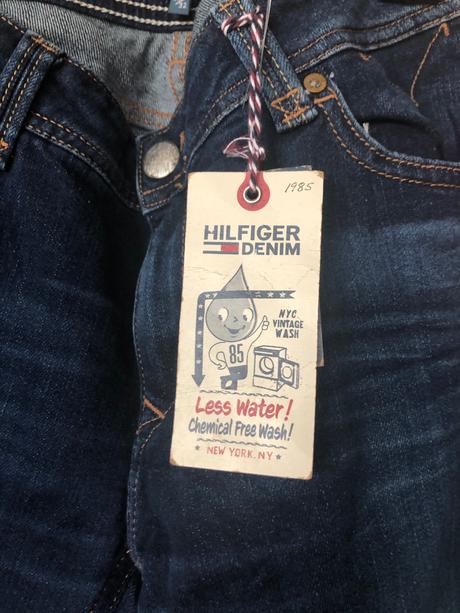 1985
HILFIGER
DENIM
NYC
VINTAGE
WASH
85
Less Water!
Chemical Free Wash!
NEW YORK. NY